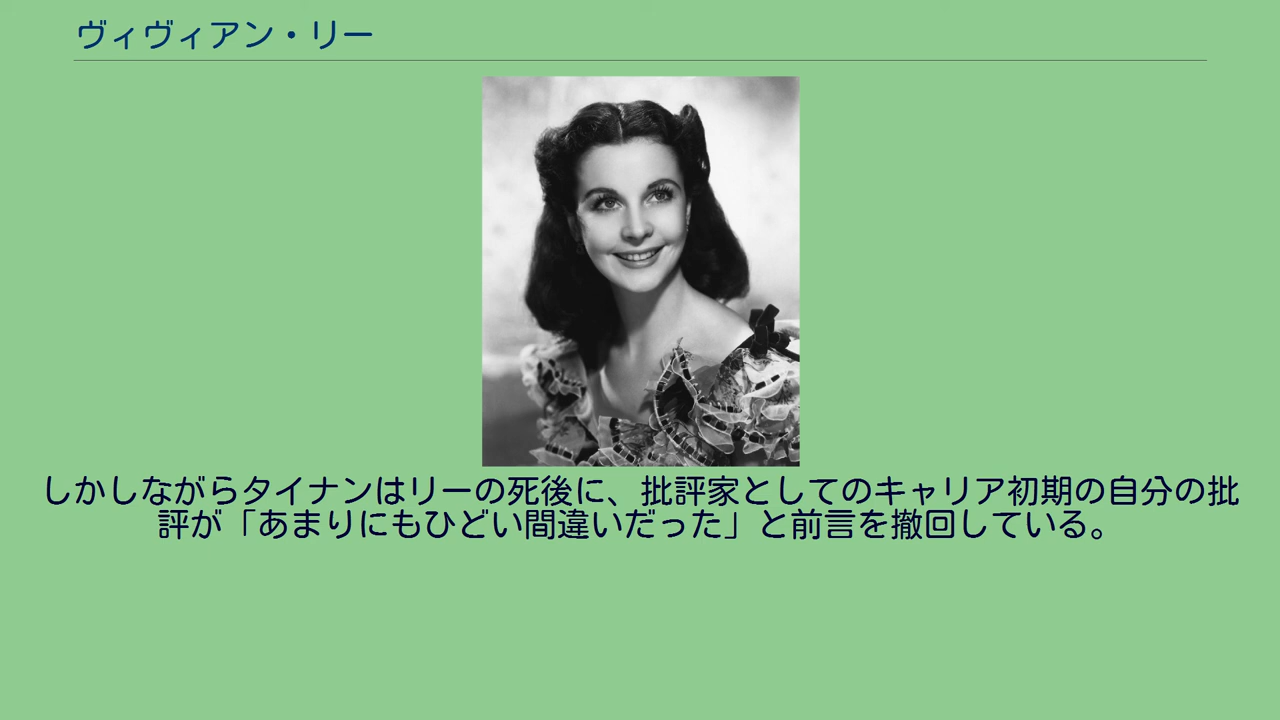 ヴィヴィアン・リー
しかしながらタイナンはリーの死後に、批評家としてのキャリア初期の自分の批
評が「あまりにもひどい間違いだった」と前言を撤回している。